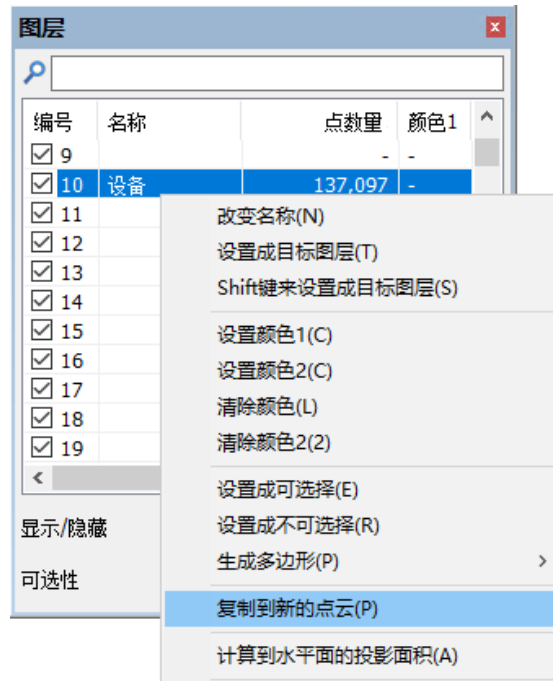 图层
编号 名称 点数量 颜色1
9 - -
10 设备 137,097 -
11
改变名称(N)
12
设置成目标图层(T)
13
Shift键来设置成目标图层(S)
14
15
设置颜色1(C)
16
设置颜色2(C)
17
清除颜色(L)
18
清除颜色2(2)
19
设置成可选择(E)
显示/隐藏
设置成不可选择(R)
生成多边形(P)
可选性
复制到新的点云(P)
计算到水平面的投影面积(A)